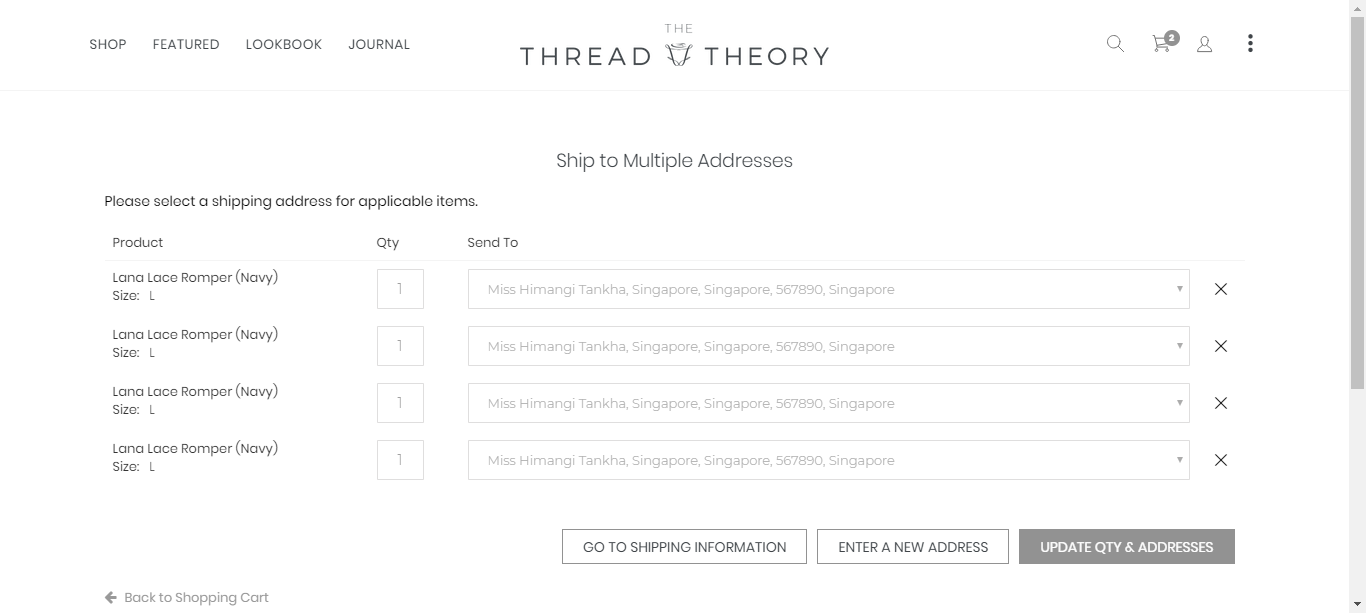 SHOP FEATURED LOOKBOOK JOURNAL
THE
THREAD THEORY
2
Ship to Multiple Addresses
Please select a shipping address for applicable items.
Product Qty Send To
Lana Lace Romper (Navy)
Size: L
1
Miss Himangi Tankha, Singapore, Singapore, 567890, Singapore
Lana Lace Romper (Navy)
Size: L
1
Miss Himangi Tankha, Singapore, Singapore, 567890, Singapore
Lana Lace Romper (Navy)
Size: L
1
Miss Himangi Tankha, Singapore, Singapore, 567890, Singapore
Lana Lace Romper (Navy)
Size: L
1
Miss Himangi Tankha, Singapore, Singapore, 567890, Singapore
GO TO SHIPPING INFORMATION ENTER A NEW ADDRESS UPDATE QTY & ADDRESSES
Back to Shopping Cart